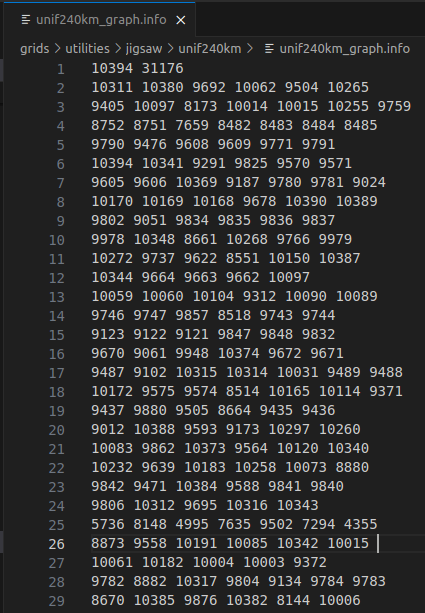 unif240km_graph.info ×
grids > utilities > jigsaw > unif240km > unif240km_graph.info
1 10394 31176
2 10311 10380 9692 10062 9504 10265
3 9405 10097 8173 10014 10015 10255 9759
4 8752 8751 7659 8482 8483 8484 8485
5 9790 9476 9608 9609 9771 9791
6 10394 10341 9291 9825 9570 9571
7 9605 9606 10369 9187 9780 9781 9024
8 10170 10169 10168 9678 10390 10389
9 9802 9051 9834 9835 9836 9837
10 9978 10348 8661 10268 9766 9979
11 10272 9737 9622 8551 10150 10387
12 10344 9664 9663 9662 10097
13 10059 10060 10104 9312 10090 10089
14 9746 9747 9857 8518 9743 9744
15 9123 9122 9121 9847 9848 9832
16 9670 9061 9948 10374 9672 9671
17 9487 9102 10315 10314 10031 9489 9488
18 10172 9575 9574 8514 10165 10114 9371
19 9437 9880 9505 8664 9435 9436
20 9012 10388 9593 9173 10297 10260
21 10083 9862 10373 9564 10120 10340
22 10232 9639 10183 10258 10073 8880
23 9842 9471 10384 9588 9841 9840
24 9806 10312 9695 10316 10343
25 5736 8148 4995 7635 9502 7294 4355
26 8873 9558 10191 10085 10342 10015
27 10061 10182 10004 10003 9372
28 9782 8882 10317 9804 9134 9784 9783
29 8670 10385 9876 10382 8144 10006